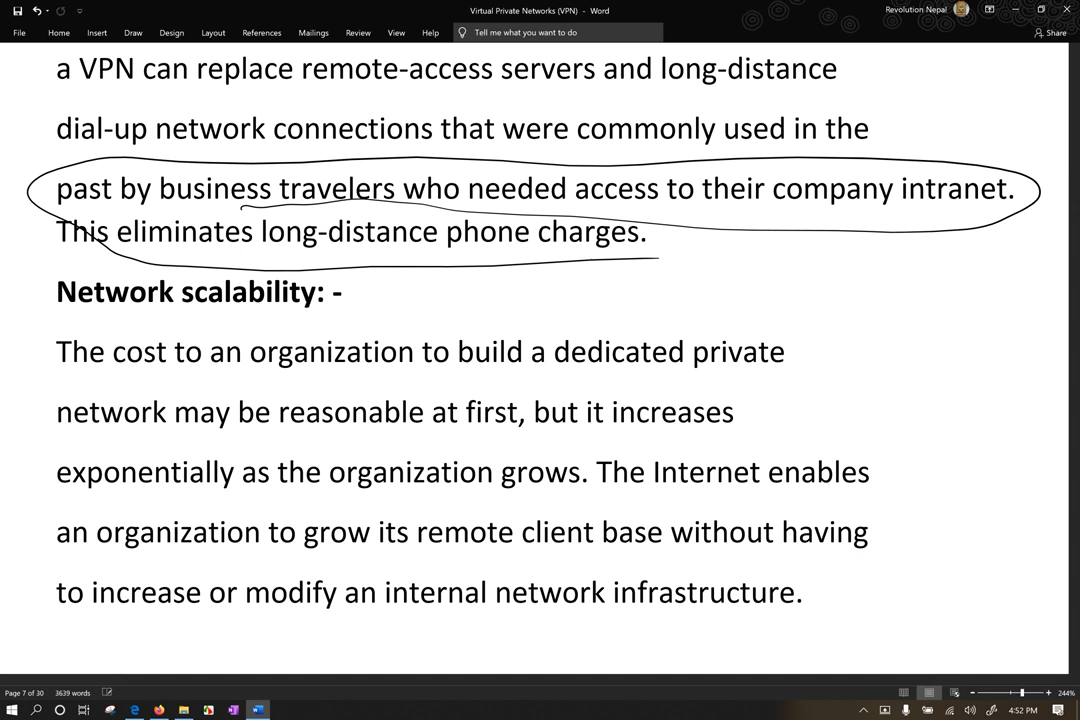 Virtual Private Networks (VPN) - Word
Revolution Nepal
File Home Insert Draw Design Layout References Mailings Review View Help Tell me what you want to do Share
a VPN can replace remote-access servers and long-distance
dial-up network connections that were commonly used in the
past by business travelers who needed access to their company intranet.
This eliminates long-distance phone charges.
Network scalability: -
The cost to an organization to build a dedicated private
network may be reasonable at first, but it increases
exponentially as the organization grows. The Internet enables
an organization to grow its remote client base without having
to increase or modify an internal network infrastructure.
Page 7 of 30 3639 words 244%
4:52 PM